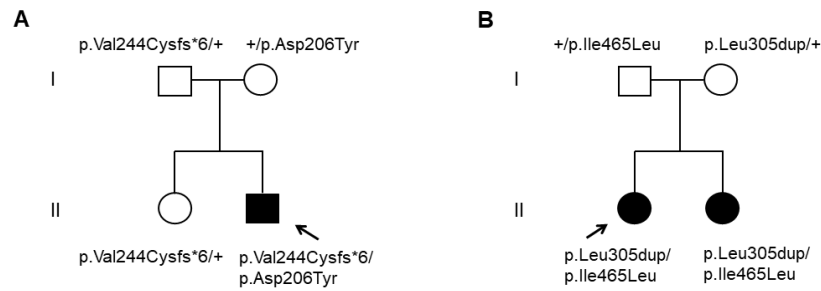 A
p.Val244Cysfs*6/+ +/p.Asp206Tyr
I
II
p.Val244Cysfs*6/+
p.Val244Cysfs*6/
p.Asp206Tyr
B
+/p.Ile465Leu p.Leu305dup/+
I
II
p.Leu305dup/
p.Ile465Leu
p.Leu305dup/
p.Ile465Leu